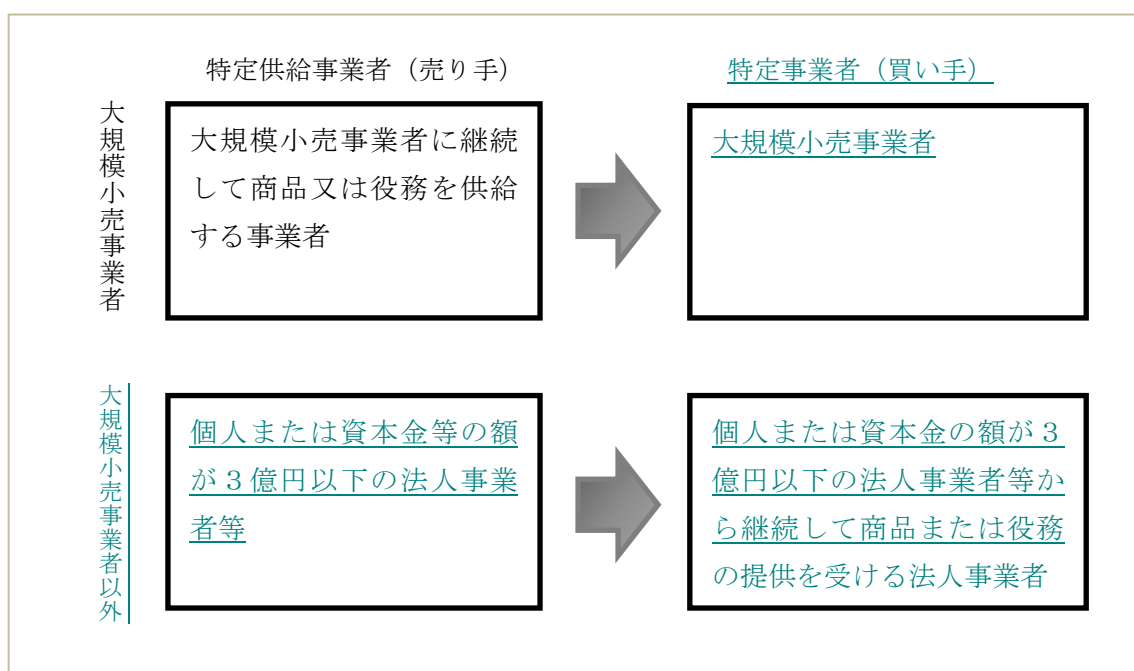 特定供給事業者（売り手）
特定事業者（買い手）
大規模小売事業者
大規模小売事業者に継続
して商品又は役務を供給
する事業者
大規模小売事業者
大規模小売事業者以外
個人または資本金等の額
が３億円以下の法人事業
者等
個人または資本金の額が３
億円以下の法人事業者等か
ら継続して商品または役務
の提供を受ける法人事業者